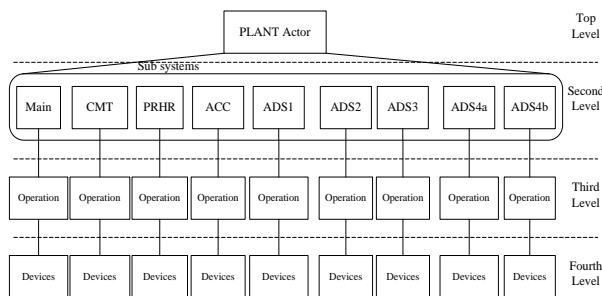 PLANT Actor
Top
Level
Sub systems
Main CMT PRHR ACC ADS1 ADS2 ADS3 ADS4a ADS4b
Second
Level
Operation Operation Operation Operation Operation Operation Operation Operation Operation
Third
Level
Devices Devices Devices Devices Devices Devices Devices Devices Devices
Fourth
Level